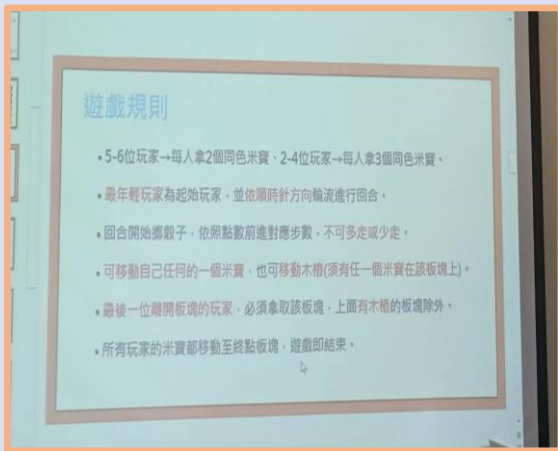 遊戲規則
• 5-6位玩家→每人拿2個同色米寶、2-4位玩家→每人拿3個同色米寶。
• 最年輕玩家為起始玩家，並依順時針方向輪流進行回合。
• 回合開始擲骰子，依照點數前進對應步數，不可多走或少走。
• 可移動自己任何的一個米寶，也可移動木樁(須有任一個米寶在該板塊上)。
• 最後一位離開板塊的玩家，必須拿取該板塊，上面有木樁的板塊除外。
• 所有玩家的米寶都移動至終點板塊，遊戲即結束。